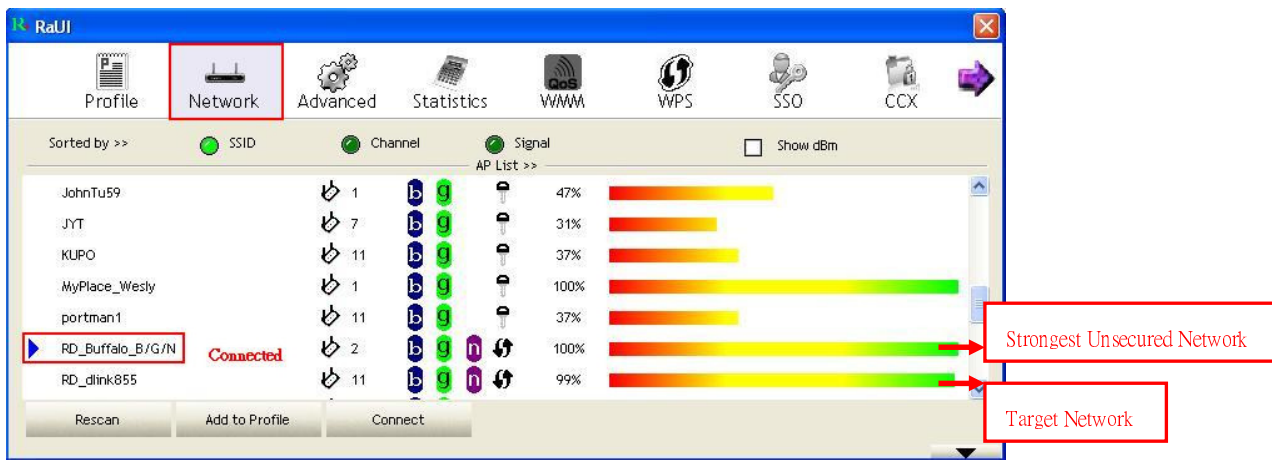 RaUI
Profile Network Advanced Statistics QoS WMM WPS SSO CCX
Sorted by >> SSID Channel Signal Show dBm
AP List >>
JohnTu59 1 b g 47%
JYT 7 b g 31%
KUPO 11 b g 37%
MyPlace_Wesly 1 b g 100%
portman1 11 b g 37%
RD_Buffalo_B/G/N Connected 2 b g n 100%
Strongest Unsecured Network
RD_dlink855 11 b g n 99%
Target Network
Rescan Add to Profile Connect